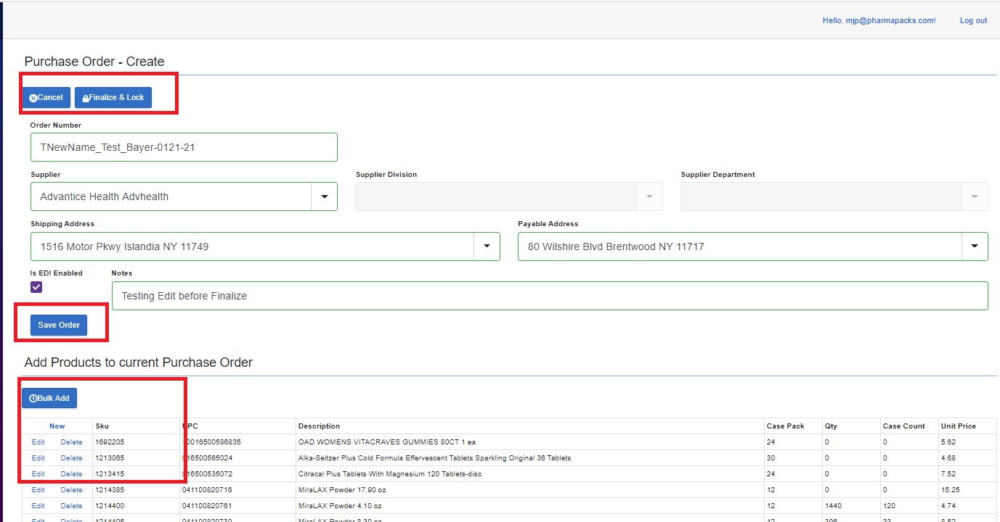 Hello, mjp@pharmapacks.com! Log out
Purchase Order - Create
Cancel Finalize & Lock
Order Number
TNewName_Test_Bayer-0121-21
Supplier Supplier Division Supplier Department
Advantice Health Advhealth
Shipping Address Payable Address
1516 Motor Pkwy Islandia NY 11749 80 Wilshire Blvd Brentwood NY 11717
Is EDI Enabled Notes
Testing Edit before Finalize
Save Order
Add Products to current Purchase Order
Bulk Add
New Sku UPC Description Case Pack Qty Case Count Unit Price
Edit Delete 1692205 10016500586835 OAD WOMENS VITACRAVES GUMMIES 80CT 1 ea 24 0 0 5.62
Edit Delete 1213065 016500565024 Alka-Seltzer Plus Cold Formula Effervescent Tablets Sparkling Original 36 Tablets 30 0 0 4.68
Edit Delete 1213415 016500535072 Citracal Plus Tablets With Magnesium 120 Tablets-disc 24 0 0 7.52
Edit Delete 1214385 041100820716 MiraLAX Powder 17.90 oz 12 0 0 15.25
Edit Delete 1214400 041100820761 MiraLAX Powder 4.10 oz 12 1440 120 4.74
Edit Delete 1214405 041100820730 MiraLAX Powder 8.30 oz 12 396 33 8.52